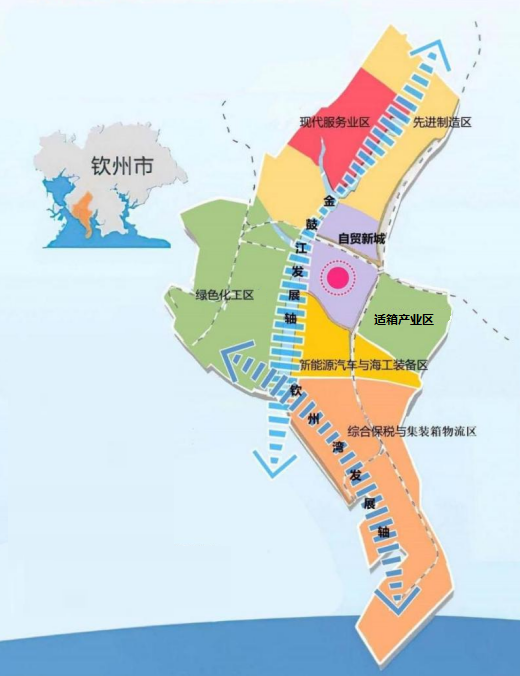 现代服务业区
先进制造区
钦州市
金鼓江发展轴
自贸新城
绿色化工区
适箱产业区
新能源汽车与海工装备区
钦州湾发展轴
综合保税与集装箱物流区